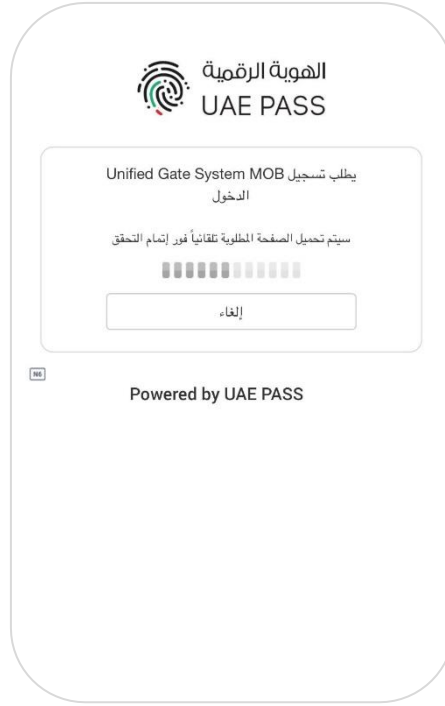 الهوية الرقمية
UAE PASS
يطلب تسجيل Unified Gate System MOB
الدخول
سيتم تحميل الصفحة المطلوبة تلقائياً فور إتمام التحقق
إلغاء
N6
Powered by UAE PASS